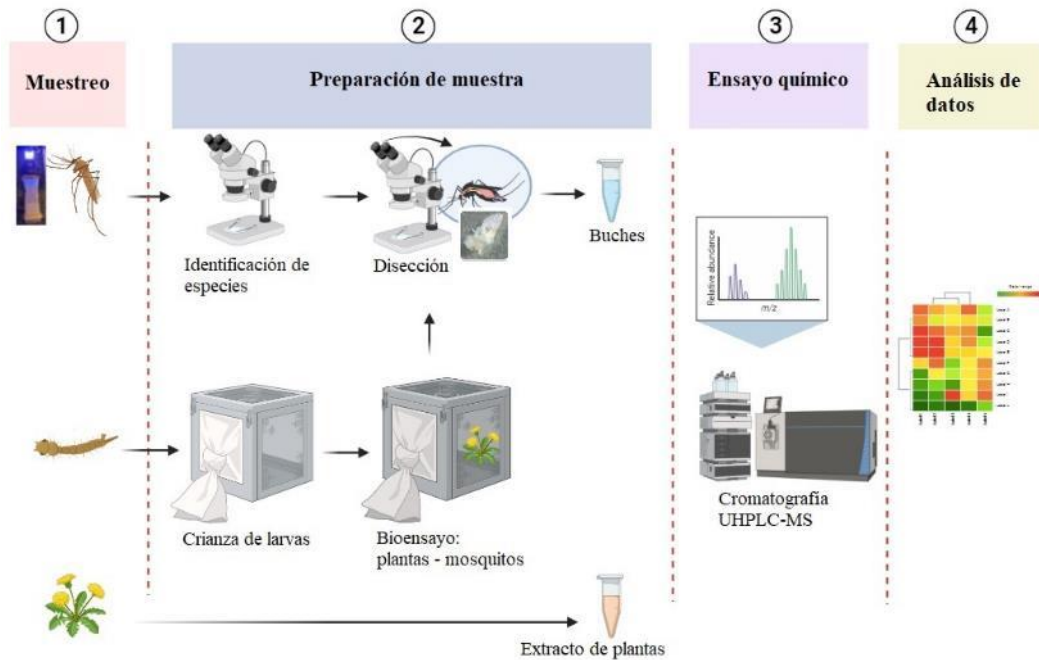 1
2
3
4
Muestreo
Preparación de muestra
Ensayo químico
Análisis de
datos
Identificación de
especies
Disección
Buches
Relative abundance
m/z
Crianza de larvas
Bioensayo:
plantas - mosquitos
Cromatografía
UHPLC-MS
Extracto de plantas